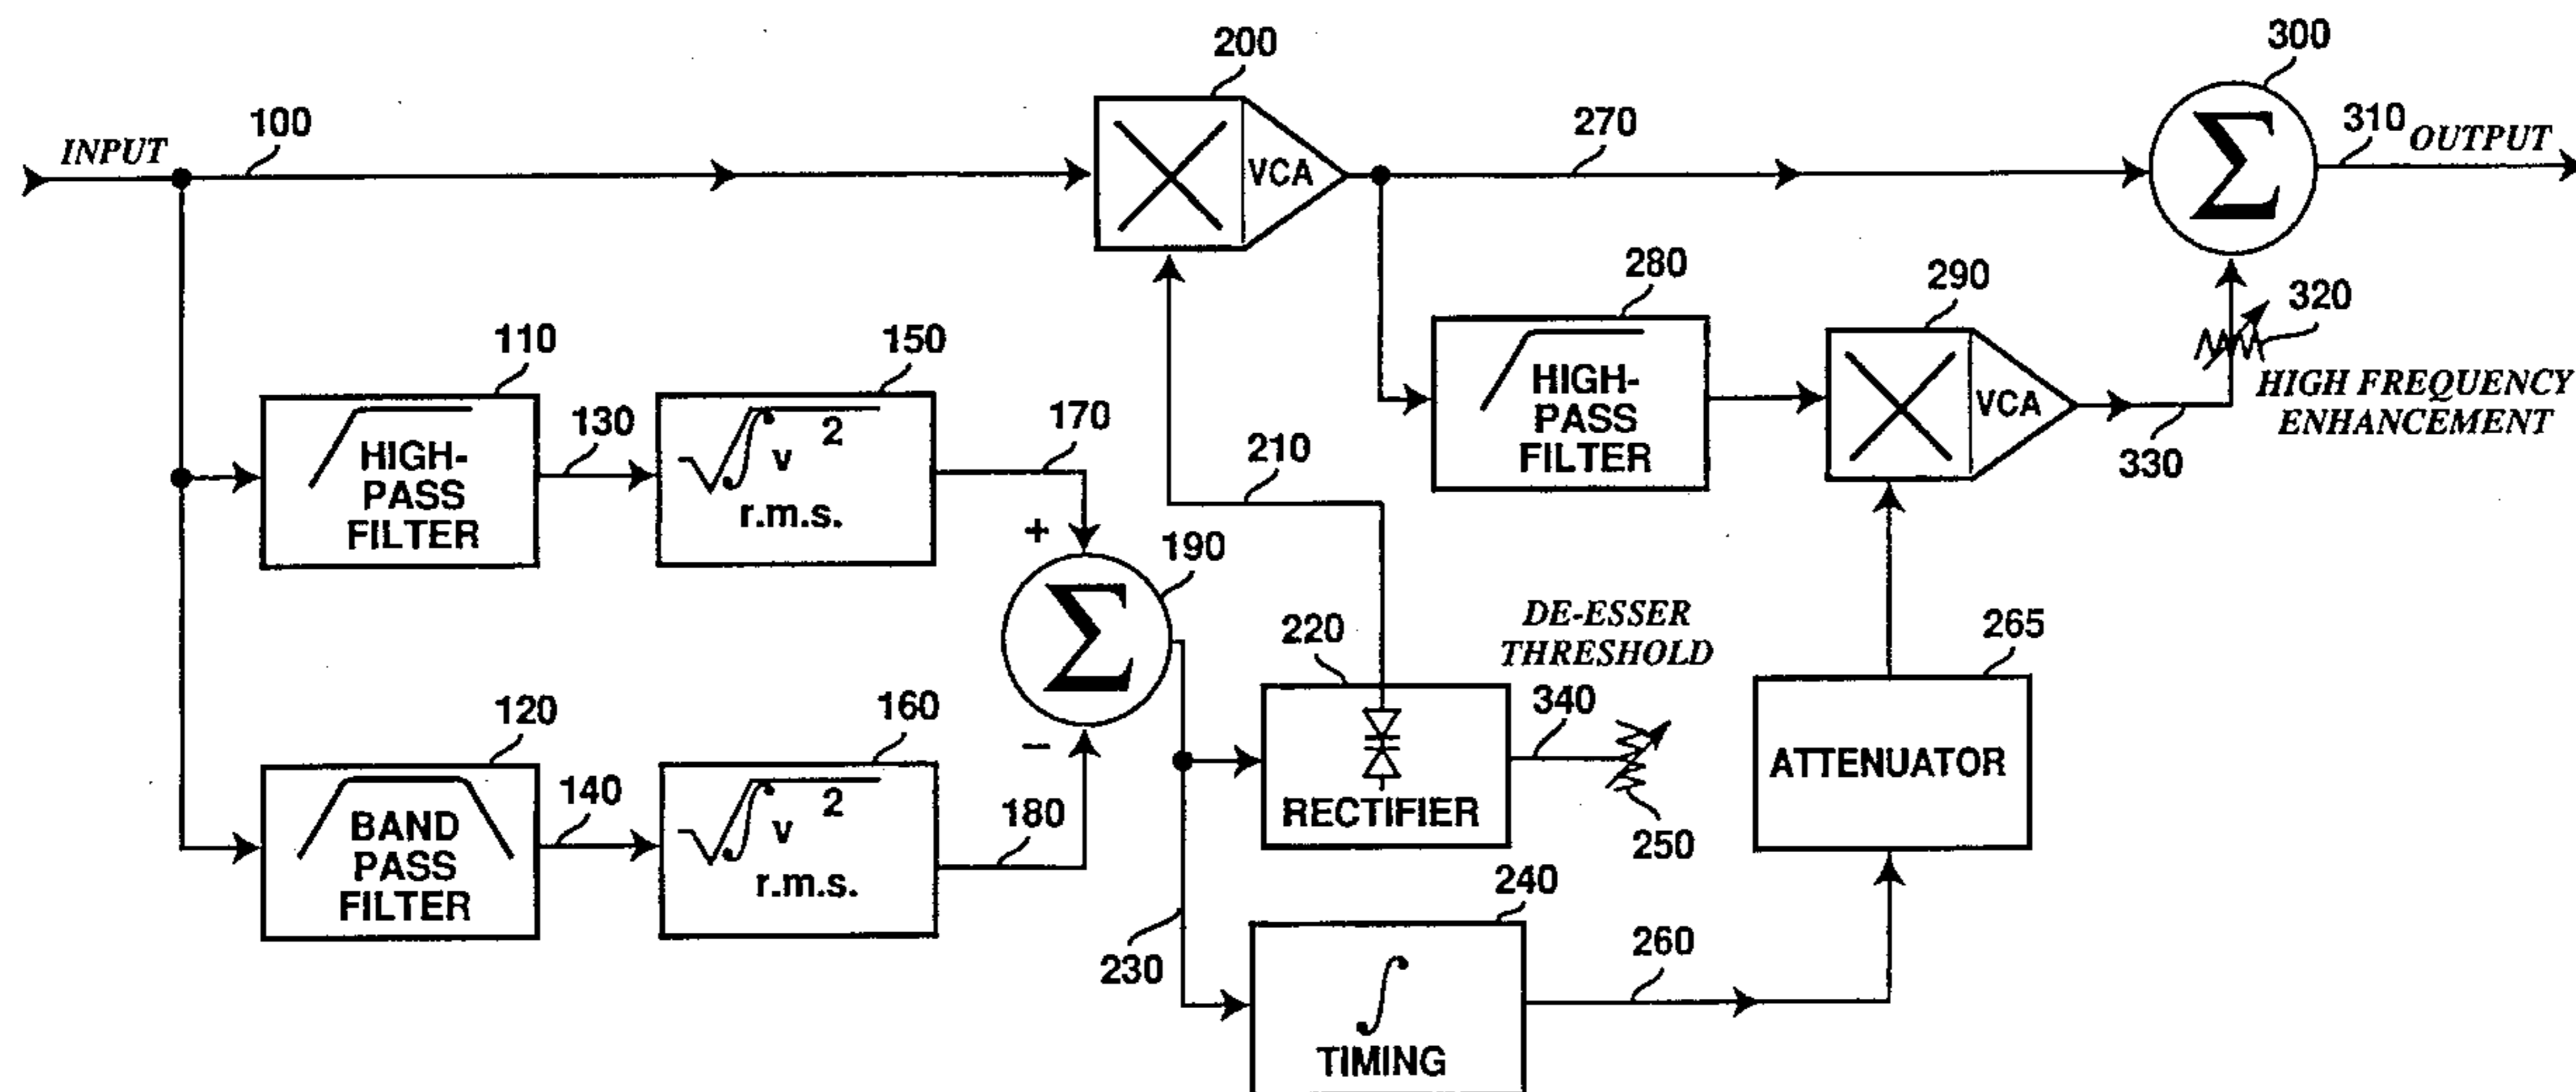 200
300
INPUT
100
270
310
OUTPUT
VCA
Σ
280
290
320
HIGH-
PASS
FILTER
VCA
HIGH FREQUENCY
ENHANCEMENT
330
110
150
130
170
210
HIGH-
PASS
FILTER
√∫v²
r.m.s.
+
190
Σ
DE-ESSER
THRESHOLD
220
340
265
120
160
−
140
180
BAND
PASS
FILTER
√∫v²
r.m.s.
RECTIFIER
250
ATTENUATOR
230
240
260
∫
TIMING